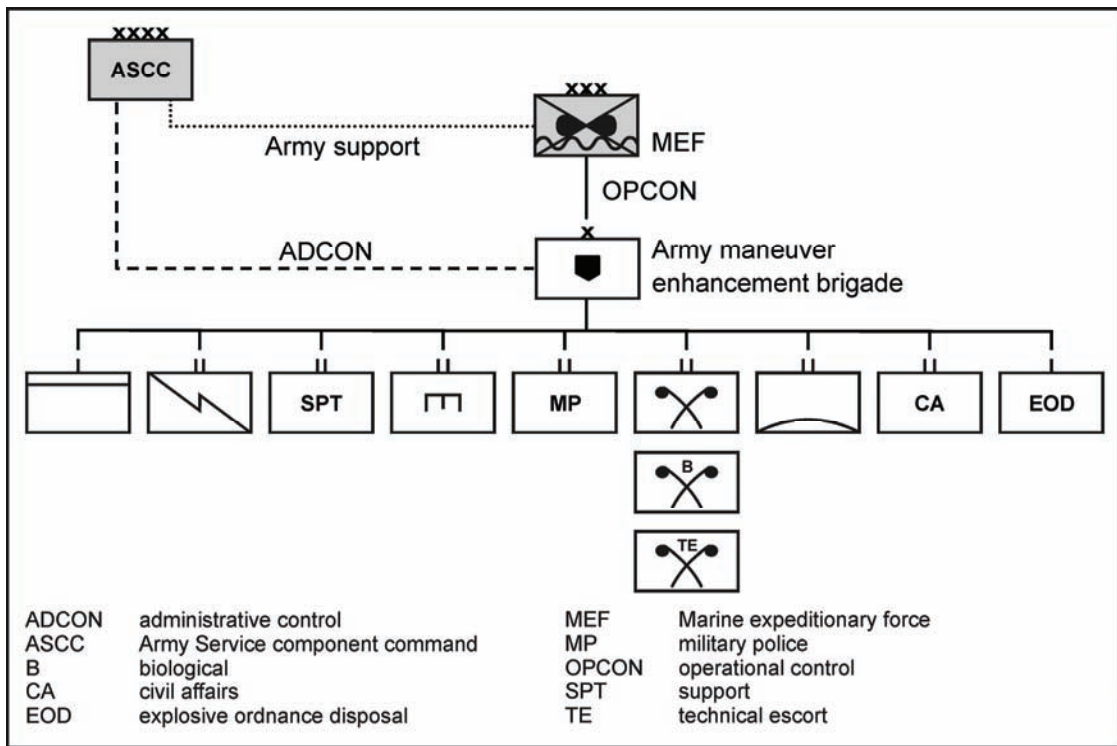 xxxx
ASCC
xxx
MEF
Army support
OPCON
x
ADCON
Army maneuver
enhancement brigade
SPT
MP
CA
EOD
B
TE
ADCON administrative control
ASCC Army Service component command
B biological
CA civil affairs
EOD explosive ordnance disposal
MEF Marine expeditionary force
MP military police
OPCON operational control
SPT support
TE technical escort